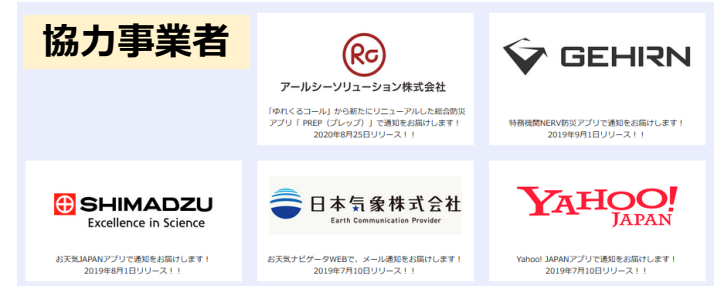 協力事業者
RC
アールシーソリューション株式会社
「ゆれくるコール」から新たにリニューアルした総合防災
アプリ「 PREP（プレップ）」で通知をお届けします！
2020年8月25日リリース！！
GEHIRN
特務機関NERV防災アプリで通知をお届けします！
2019年9月1日リリース！！
SHIMADZU
Excellence in Science
お天気JAPANアプリで通知をお届けします！
2019年8月1日リリース！！
日本気象株式会社
Earth Communication Provider
お天気ナビゲータWEBで、メール通知をお届けします！
2019年7月10日リリース！！
YAHOO!
JAPAN
Yahoo! JAPANアプリで通知をお届けします！
2019年7月10日リリース！！